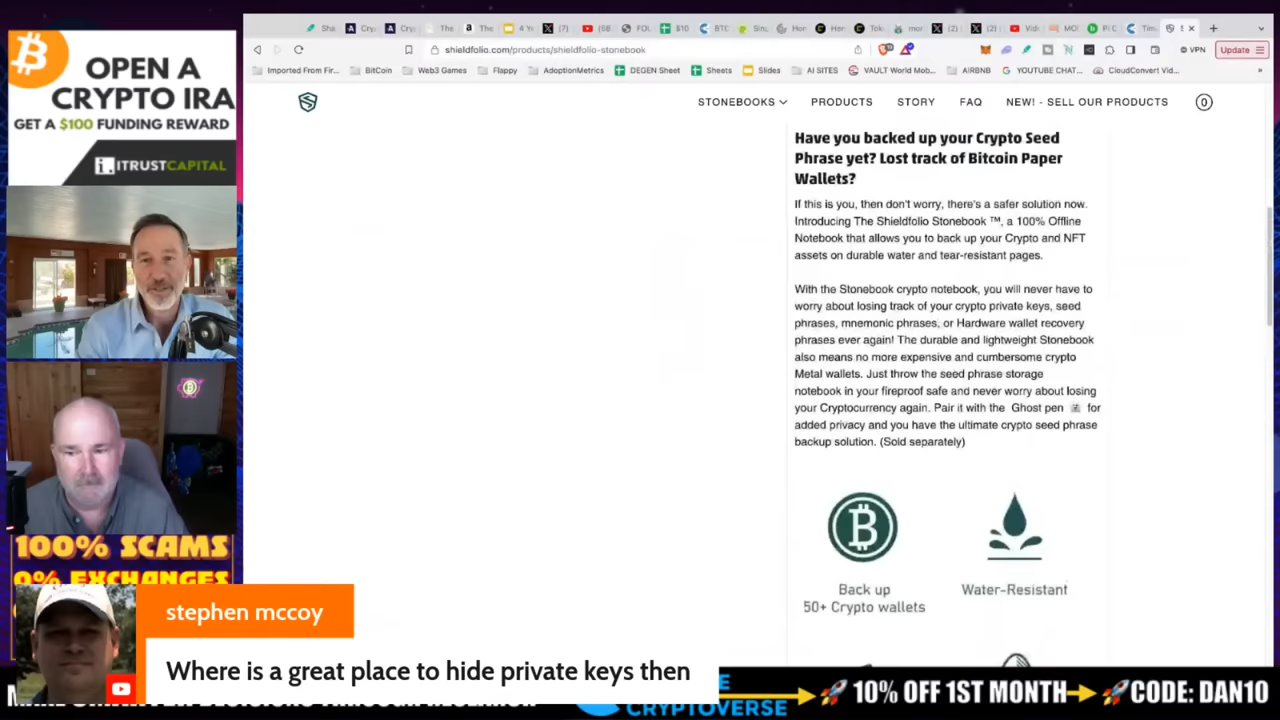 OPEN A
CRYPTO IRA
GET A $100 FUNDING REWARD
i. iTRUSTCAPITAL
shieldfolio.com/products/shieldfolio-stonebook
VPN
Update
Imported From Fir...
BitCoin
Web3 Games
Flappy
AdoptionMetrics
DEGEN Sheet
Sheets
Slides
AI SITES
VAULT World Mob...
AIRBNB
YOUTUBE CHAT...
CloudConvert Vid...
STONEBOOKS
PRODUCTS
STORY
FAQ
NEW! - SELL OUR PRODUCTS
0
Have you backed up your Crypto Seed
Phrase yet? Lost track of Bitcoin Paper
Wallets?
If this is you, then don't worry, there's a safer solution now.
Introducing The Shieldfolio Stonebook ™, a 100% Offline
Notebook that allows you to back up your Crypto and NFT
assets on durable water and tear-resistant pages.
With the Stonebook crypto notebook, you will never have to
worry about losing track of your crypto private keys, seed
phrases, mnemonic phrases, or Hardware wallet recovery
phrases ever again! The durable and lightweight Stonebook
also means no more expensive and cumbersome crypto
Metal wallets. Just throw the seed phrase storage
notebook in your fireproof safe and never worry about losing
your Cryptocurrency again. Pair it with the Ghost pen for
added privacy and you have the ultimate crypto seed phrase
backup solution. (Sold separately)
Back up
50+ Crypto wallets
Water-Resistant
100% SCAMS
0% EXCHANGES
stephen mccoy
Where is a great place to hide private keys then
CRYPTOVERSE
10% OFF 1ST MONTH
CODE: DAN10